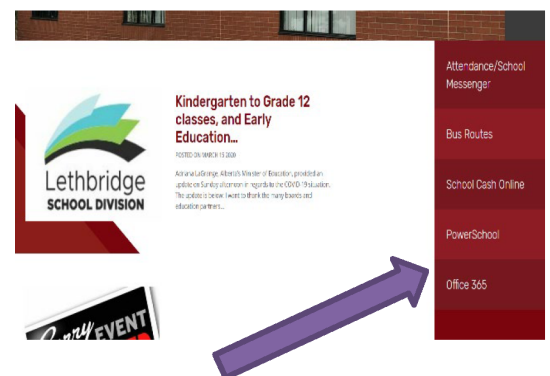 Attendance/School
Messenger
Bus Routes
School Cash Online
PowerSchool
Office 365
Lethbridge
SCHOOL DIVISION
Kindergarten to Grade 12
classes, and Early
Education...
POSTED ON MARCH 15 2020
Adriana LaGrange, Alberta's Minister of Education, provided an
update on Sunday afternoon in regards to the COVID-19 situation.
The update is below. I want to thank the many boards and
education partners...
Sorry EVENT